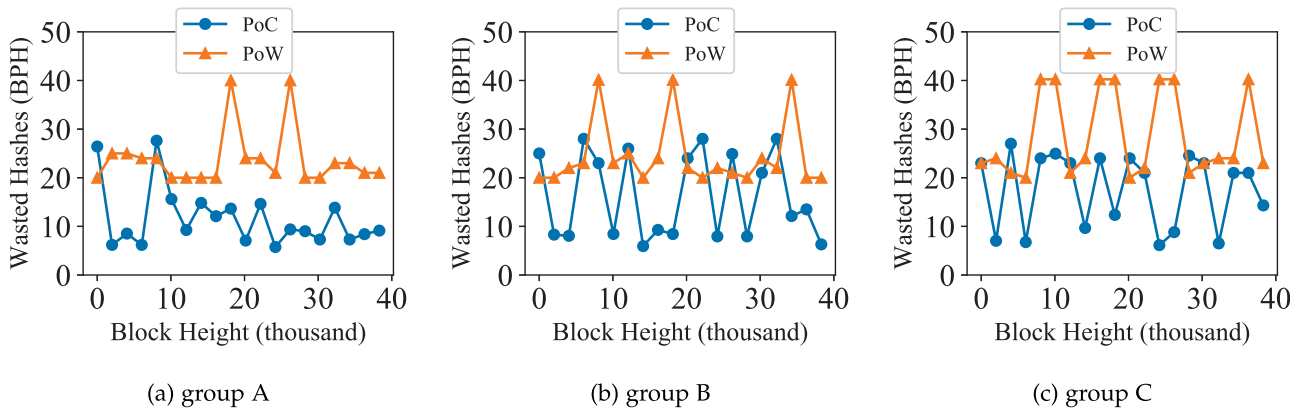 PoC
PoW
50
40
30
20
10
0
Wasted Hashes (BPH)
0 10 20 30 40
Block Height (thousand)
(a) group A
PoC
PoW
50
40
30
20
10
0
Wasted Hashes (BPH)
0 10 20 30 40
Block Height (thousand)
(b) group B
PoC
PoW
50
40
30
20
10
0
Wasted Hashes (BPH)
0 10 20 30 40
Block Height (thousand)
(c) group C